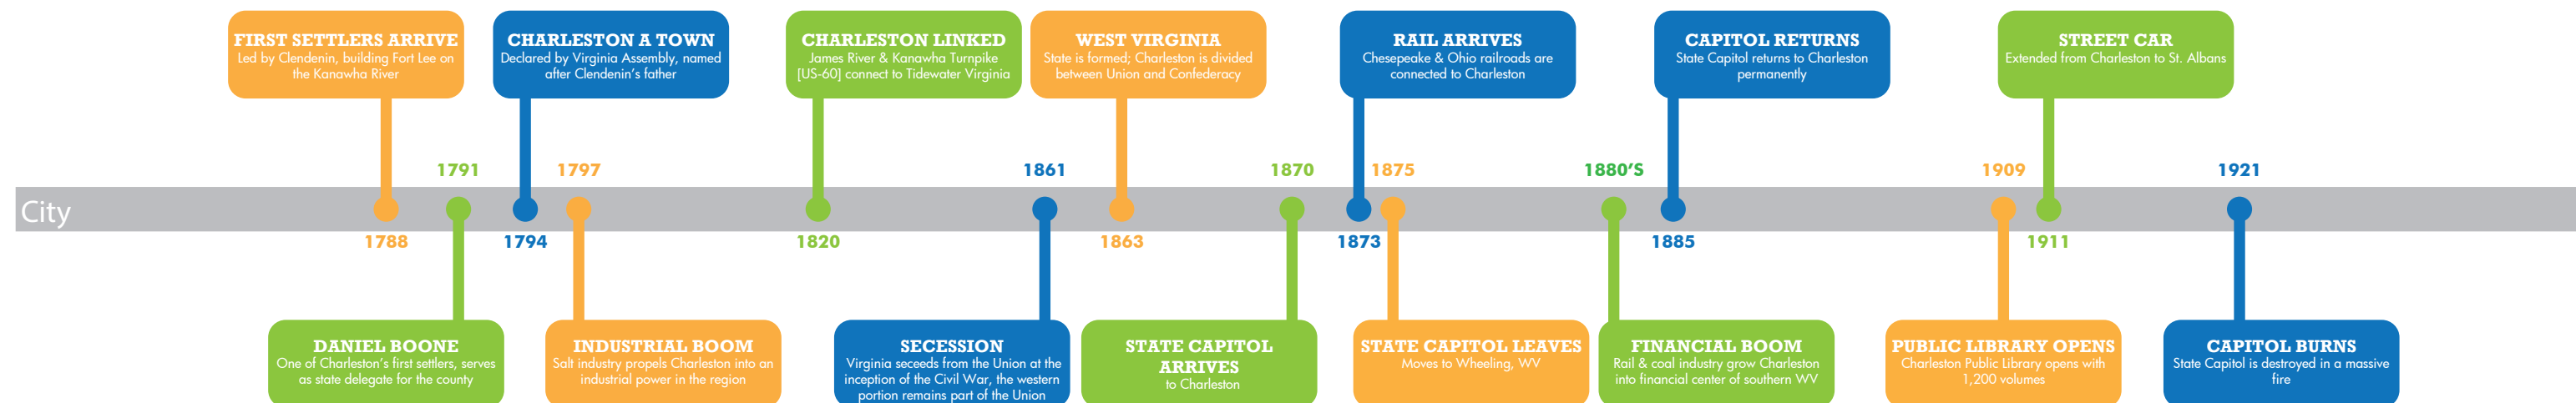 FIRST SETTLERS ARRIVE
Led by Clendenin, building Fort Lee on
the Kanawha River
CHARLESTON A TOWN
Declared by Virginia Assembly, named
after Clendenin's father
CHARLESTON LINKED
James River & Kanawha Turnpike
[US-60] connect to Tidewater Virginia
WEST VIRGINIA
State is formed; Charleston is divided
between Union and Confederacy
RAIL ARRIVES
Chesepeake & Ohio railroads are
connected to Charleston
CAPITOL RETURNS
State Capitol returns to Charleston
permanently
STREET CAR
Extended from Charleston to St. Albans
1791
1797
1861
1870
1875
1880'S
1909
1921
City
1788
1794
1820
1863
1873
1885
1911
DANIEL BOONE
One of Charleston's first settlers, serves
as state delegate for the county
INDUSTRIAL BOOM
Salt industry propels Charleston into an
industrial power in the region
SECESSION
Virginia seceeds from the Union at the
inception of the Civil War, the western
portion remains part of the Union
STATE CAPITOL
ARRIVES
to Charleston
STATE CAPITOL LEAVES
Moves to Wheeling, WV
FINANCIAL BOOM
Rail & coal industry grow Charleston
into financial center of southern WV
PUBLIC LIBRARY OPENS
Charleston Public Library opens with
1,200 volumes
CAPITOL BURNS
State Capitol is destroyed in a massive
fire